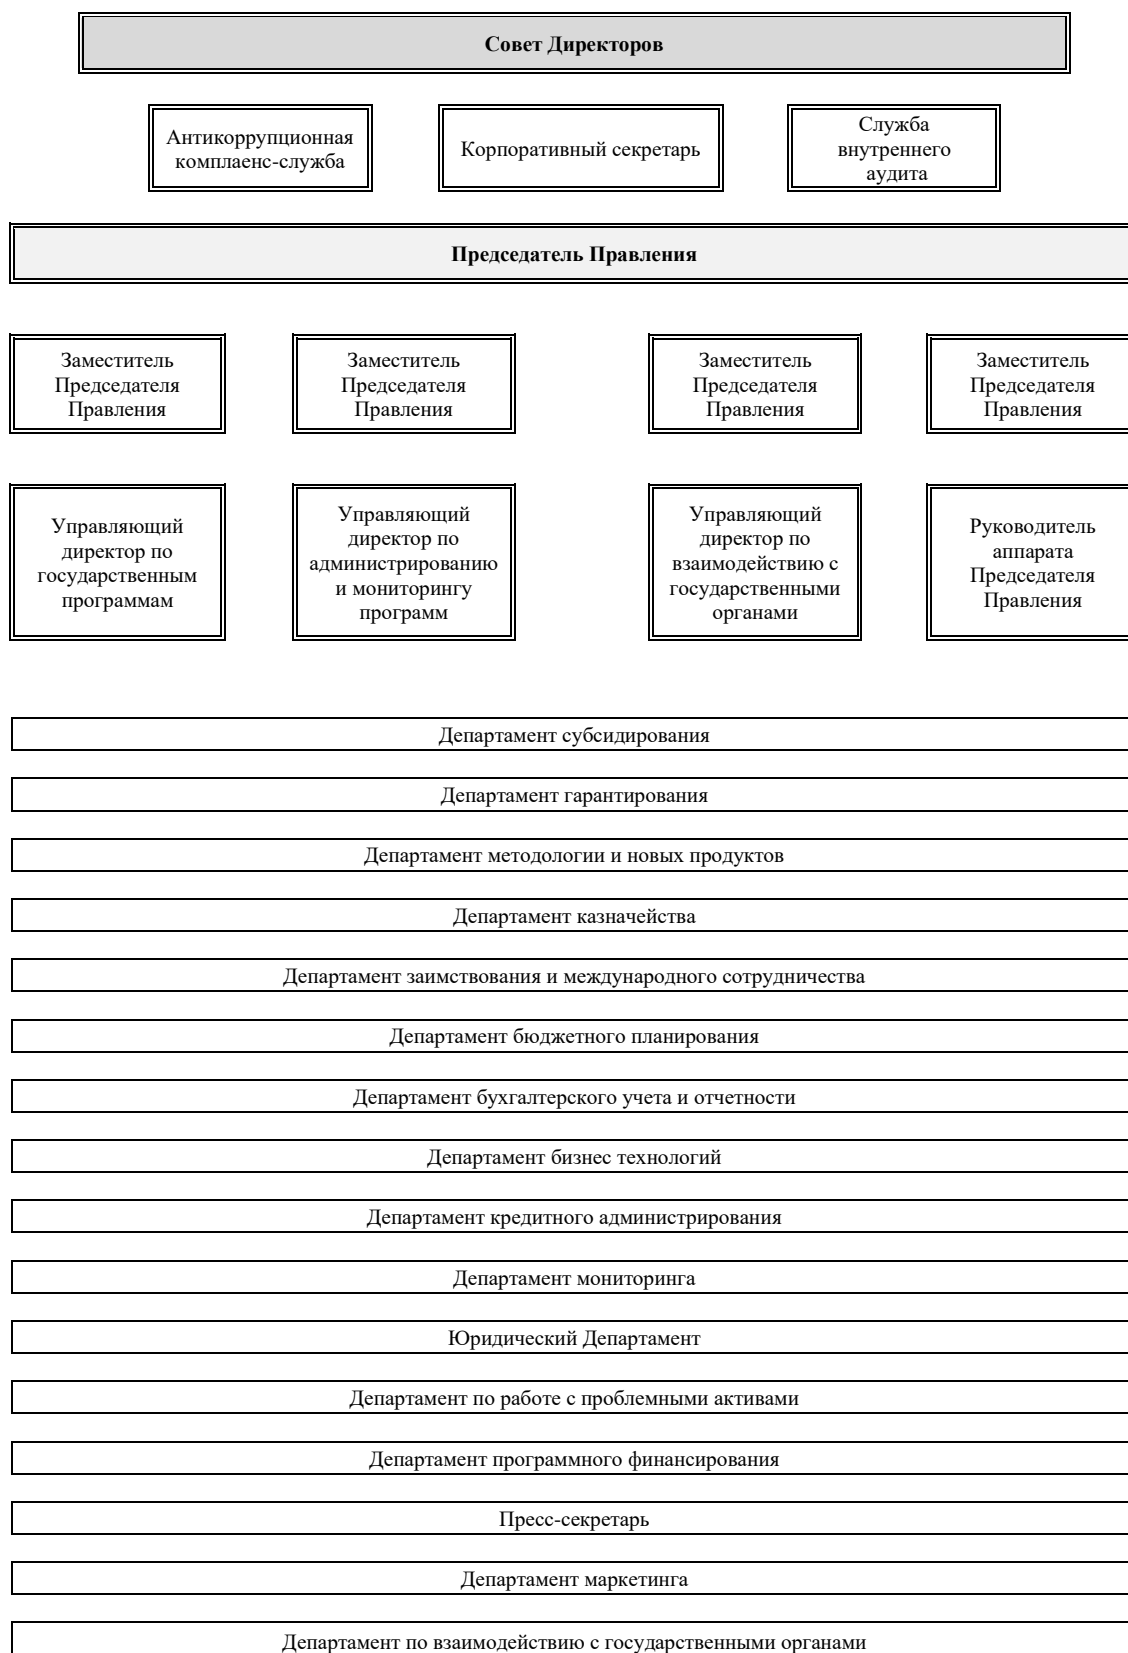 Совет Директоров
Антикоррупционная
комплаенс-служба
Корпоративный секретарь
Служба
внутреннего
аудита
Председатель Правления
Заместитель
Председателя
Правления
Заместитель
Председателя
Правления
Заместитель
Председателя
Правления
Заместитель
Председателя
Правления
Управляющий
директор по
государственным
программам
Управляющий
директор по
администрированию
и мониторингу
программ
Управляющий
директор по
взаимодействию с
государственными
органами
Руководитель
аппарата
Председателя
Правления
Департамент субсидирования
Департамент гарантирования
Департамент методологии и новых продуктов
Департамент казначейства
Департамент заимствования и международного сотрудничества
Департамент бюджетного планирования
Департамент бухгалтерского учета и отчетности
Департамент бизнес технологий
Департамент кредитного администрирования
Департамент мониторинга
Юридический Департамент
Департамент по работе с проблемными активами
Департамент программного финансирования
Пресс-секретарь
Департамент маркетинга
Департамент по взаимодействию с государственными органами